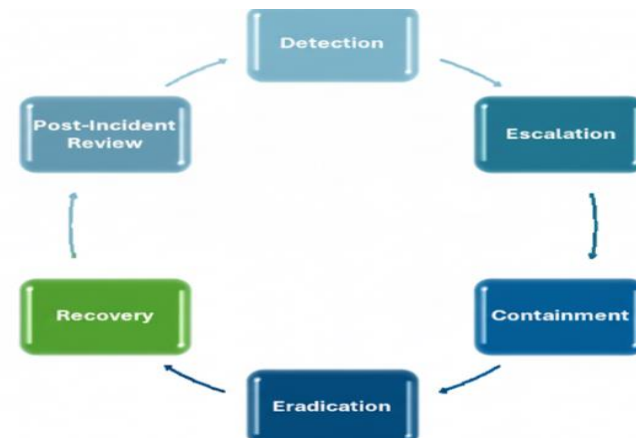 Detection
Escalation
Containment
Eradication
Recovery
Post-Incident
Review